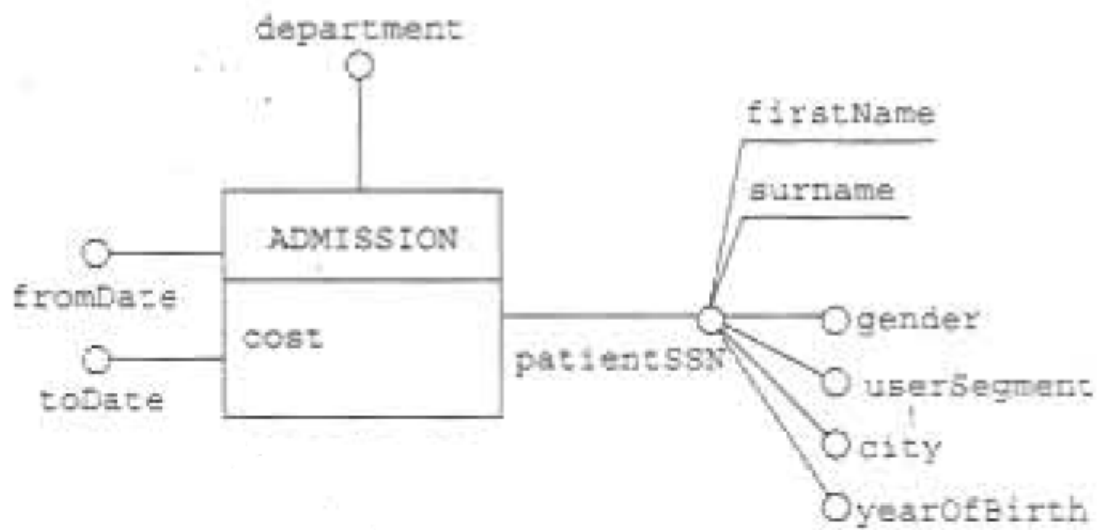 department
firstName
surname
ADMISSION
fromDate
gender
cost
patientSSN
userSegment
toDate
city
yearOfBirth